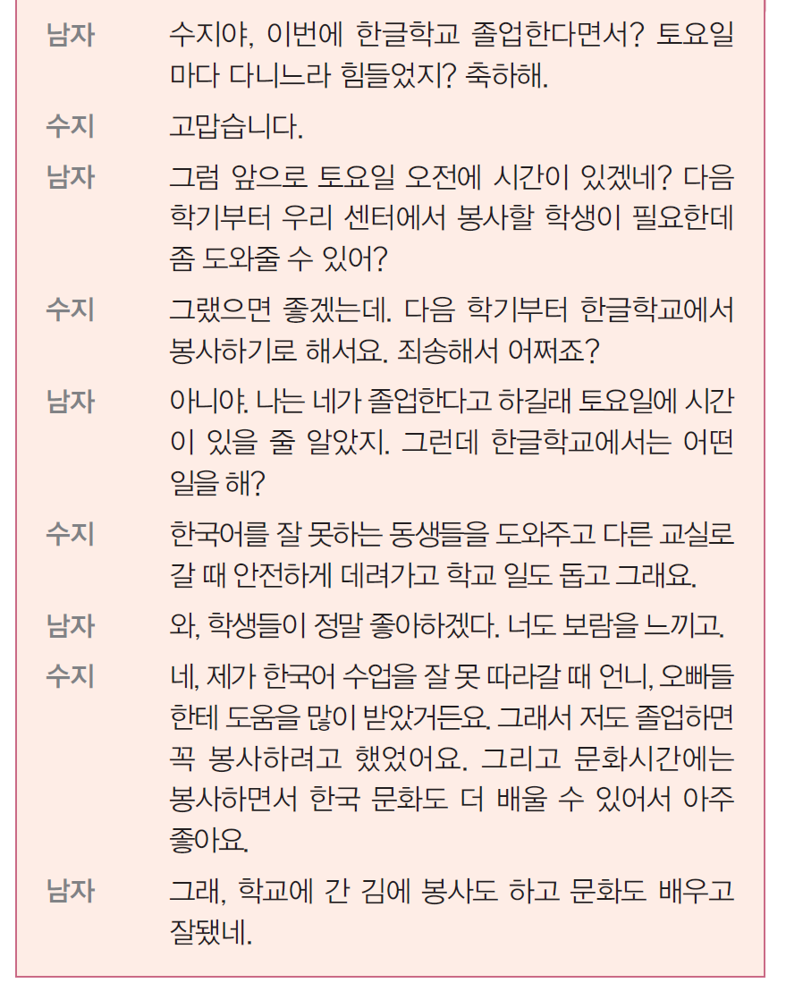 남자 수지야, 이번에 한글학교 졸업한다면서? 토요일
마다 다니느라 힘들었지? 축하해.
수지 고맙습니다.
남자 그럼 앞으로 토요일 오전에 시간이 있겠네? 다음
학기부터 우리 센터에서 봉사할 학생이 필요한데
좀 도와줄 수 있어?
수지 그랬으면 좋겠는데. 다음 학기부터 한글학교에서
봉사하기로 해서요. 죄송해서 어쩌죠?
남자 아니야. 나는 네가 졸업한다고 하길래 토요일에 시간
이 있을 줄 알았지. 그런데 한글학교에서는 어떤
일을 해?
수지 한국어를 잘 못하는 동생들을 도와주고 다른 교실로
갈 때 안전하게 데려가고 학교 일도 돕고 그래요.
남자 와, 학생들이 정말 좋아하겠다. 너도 보람을 느끼고.
수지 네, 제가 한국어 수업을 잘 못 따라갈 때 언니, 오빠들
한테 도움을 많이 받았거든요. 그래서 저도 졸업하면
꼭 봉사하려고 했었어요. 그리고 문화시간에는
봉사하면서 한국 문화도 더 배울 수 있어서 아주
좋아요.
남자 그래, 학교에 간 김에 봉사도 하고 문화도 배우고
잘됐네.